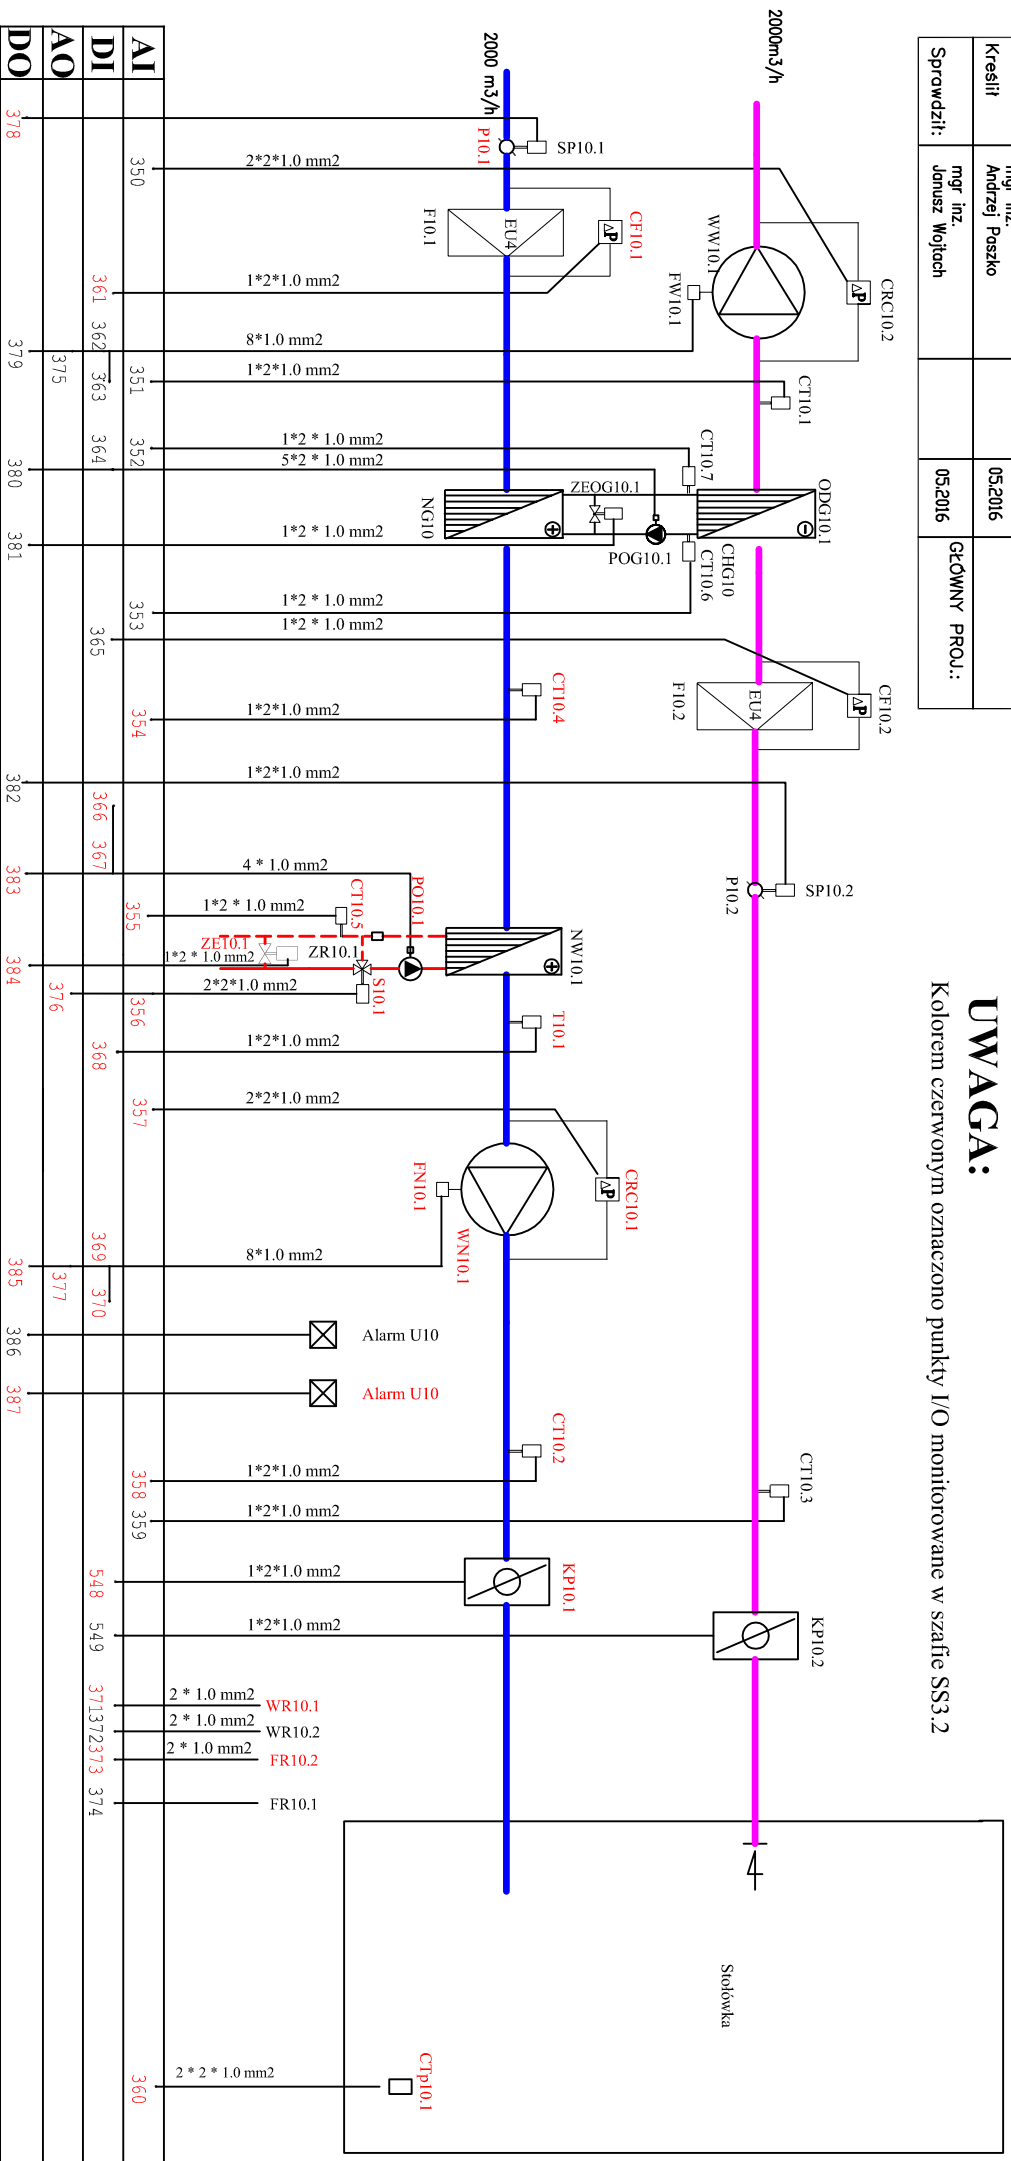 Kreślił
mgr inż.
Andrzej Paszko
05.2016
Sprawdził:
mgr inż.
Janusz Wojtach
05.2016
GŁÓWNY PROJ.:
UWAGA:
Kolorem czerwonym oznaczono punkty I/O monitorowane w szafie SS3.2
2000m3/h
WW10.1
FW10.1
ΔP
CRC10.2
CT10.1
CT10.7
ODG10.1
CHG10
CT10.6
ZEOG10.1
POG10.1
F10.2
EU4
ΔP
CF10.2
P10.2
SP10.2
CT10.3
KP10.2
Stołówka
2000 m3/h
P10.1
SP10.1
F10.1
EU4
ΔP
CF10.1
NG10
CT10.4
NW10.1
PO10.1
CT10.5
ZE10.1
ZR10.1
S10.1
T10.1
FN10.1
WN10.1
ΔP
CRC10.1
Alarm U10
Alarm U10
CT10.2
KP10.1
WR10.1
WR10.2
FR10.2
FR10.1
CTp10.1
2*2*1.0 mm2
1*2*1.0 mm2
8*1.0 mm2
1*2*1.0 mm2
1*2 * 1.0 mm2
5*2 * 1.0 mm2
1*2 * 1.0 mm2
1*2 * 1.0 mm2
1*2 * 1.0 mm2
1*2*1.0 mm2
1*2*1.0 mm2
4 * 1.0 mm2
1*2 * 1.0 mm2
1*2 * 1.0 mm2
2*2*1.0 mm2
1*2*1.0 mm2
2*2*1.0 mm2
8*1.0 mm2
1*2*1.0 mm2
1*2*1.0 mm2
1*2*1.0 mm2
1*2*1.0 mm2
2 * 1.0 mm2
2 * 1.0 mm2
2 * 1.0 mm2
2 * 2 * 1.0 mm2
AI
350
351
352
353
354
355
356
357
358
359
360
DI
361
362
363
364
365
366
367
368
369
370
548
549
371
372
373
374
AO
375
376
377
DO
378
379
380
381
382
383
384
385
386
387